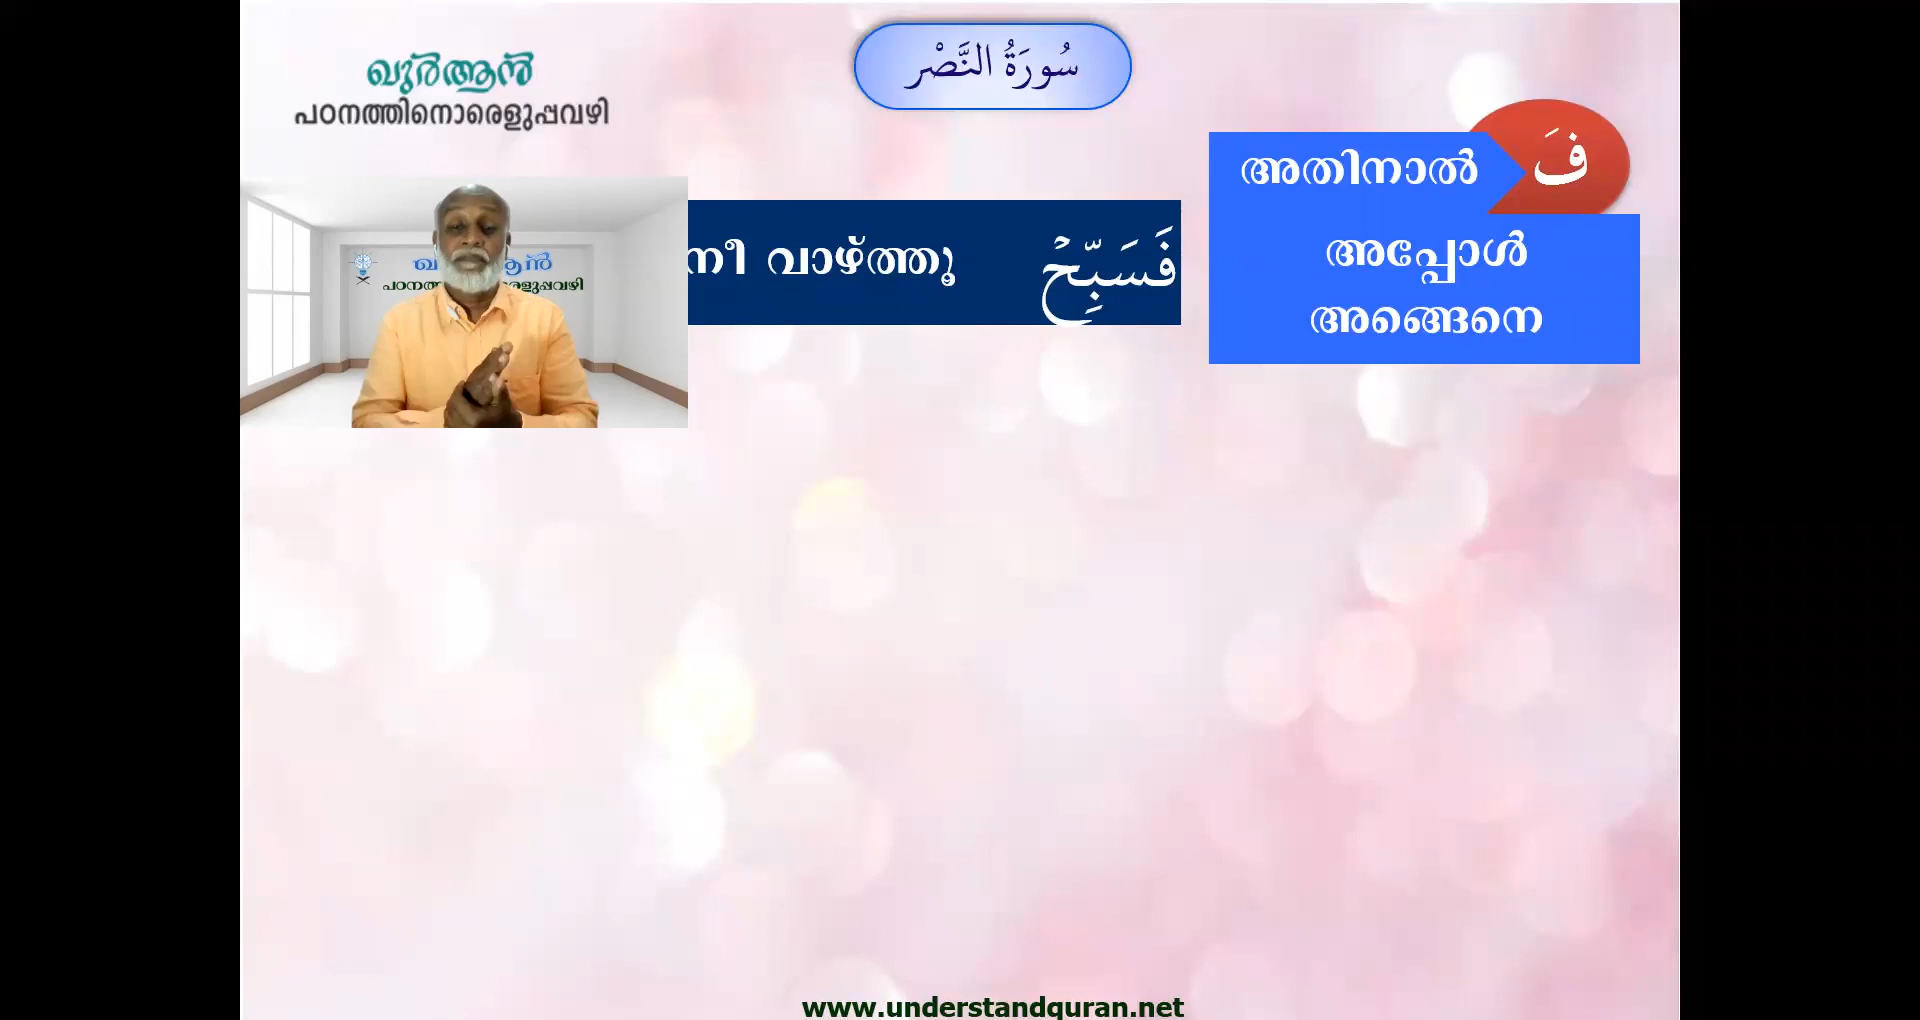 سُورَةُ النَّصْر
ഖുർആൻ
പഠനത്തിനൊരെളുപ്പവഴി
فَ
അതിനാൽ
അപ്പോൾ
അങ്ങെനെ
നീ വാഴ്ത്തൂ
فَسَبِّحْ
www.understandquran.net